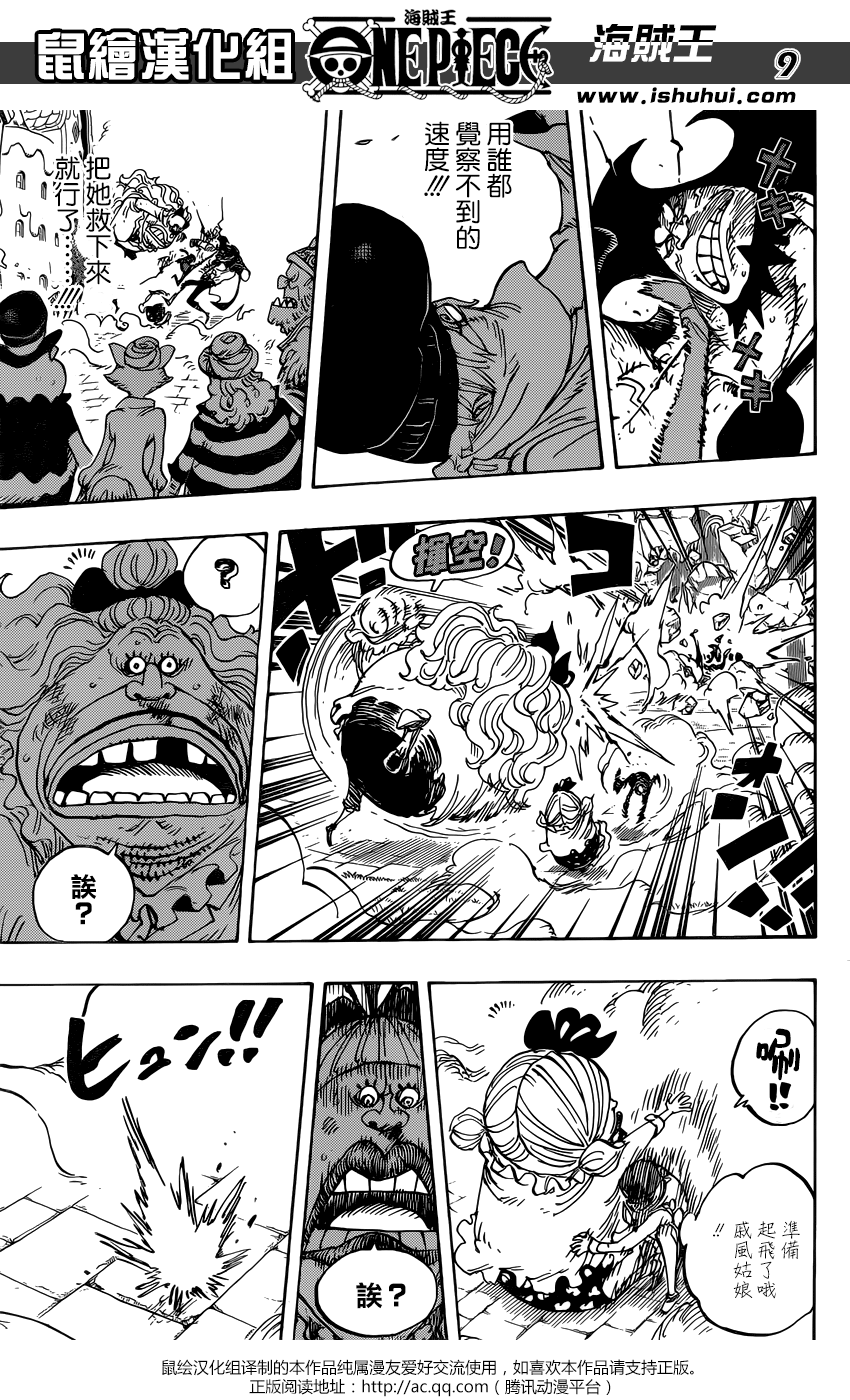 鼠繪漢化組
海賊王
ONE PIECE
海賊王
9
www.ishuhui.com
メキ
メキ
用誰都
覺察不到的
速度!!!
把她救下來
就行了……!!!!
揮空!
ドゴ
?
誒?
唰!!
準備
起飛了哦
戚風姑娘
!!
誒?
ヒュン!!
鼠绘汉化组译制的本作品纯属漫友爱好交流使用，如喜欢本作品请支持正版。
正版阅读地址：http://ac.qq.com（腾讯动漫平台）